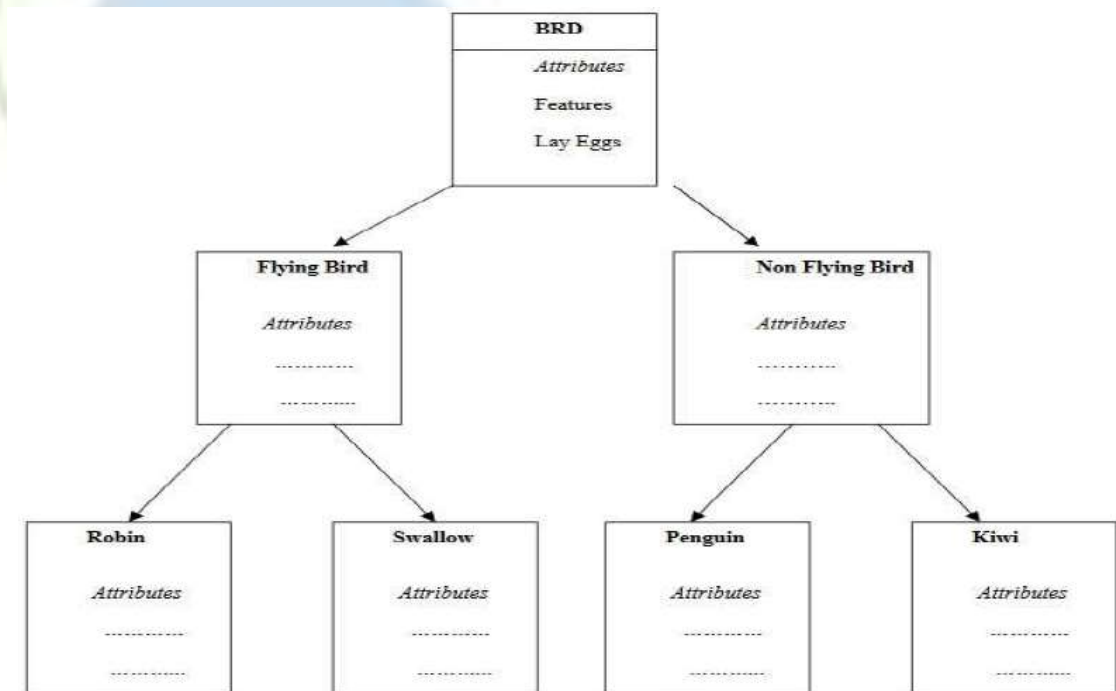 BRD
Attributes
Features
Lay Eggs
Flying Bird
Attributes
------------
------------
Non Flying Bird
Attributes
------------
------------
Robin
Attributes
------------
------------
Swallow
Attributes
------------
------------
Penguin
Attributes
------------
------------
Kiwi
Attributes
------------
------------